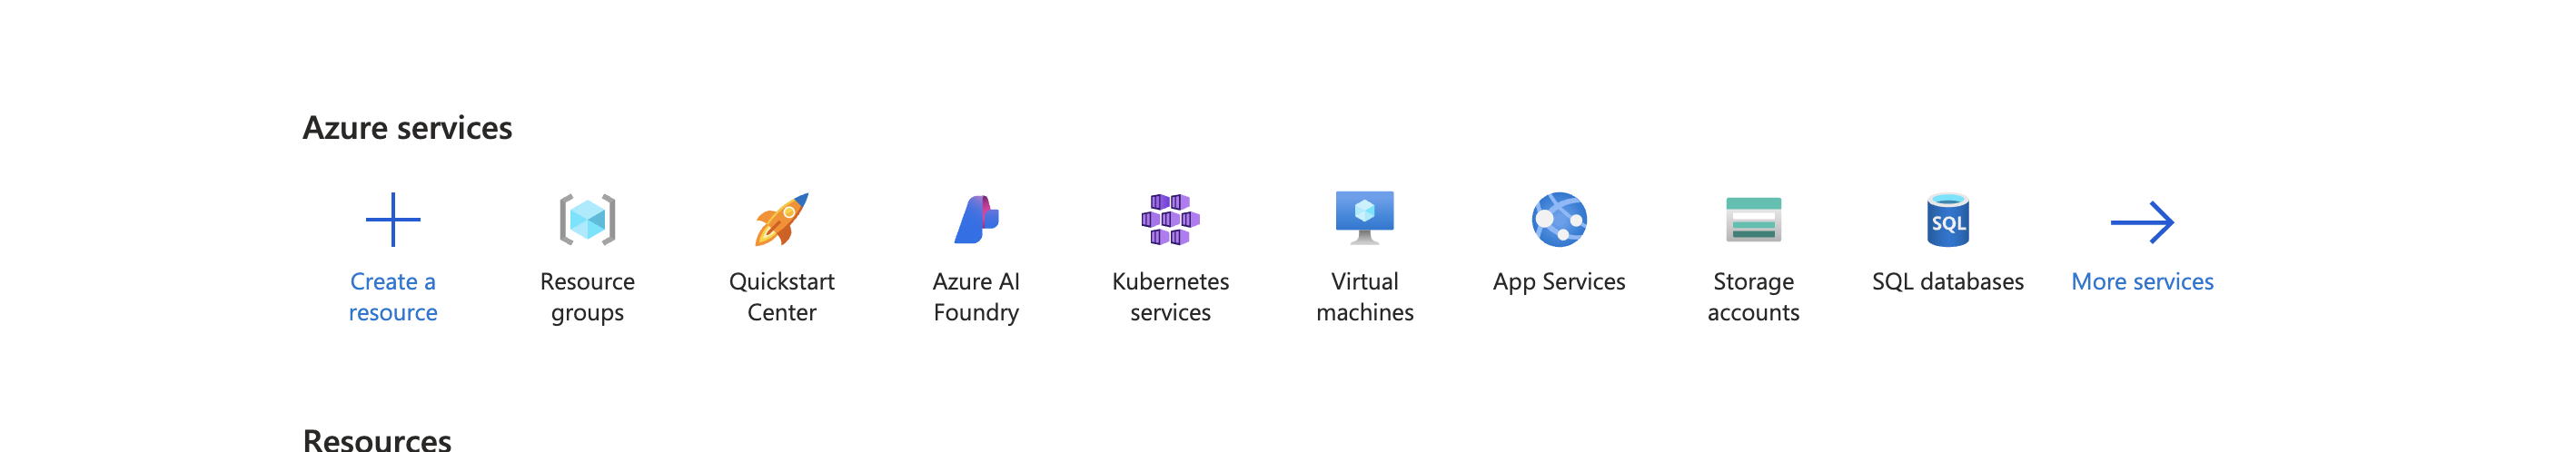 Azure services
Create a
resource
Resource
groups
Quickstart
Center
Azure AI
Foundry
Kubernetes
services
Virtual
machines
App Services
Storage
accounts
SQL
SQL databases
More services
Resources